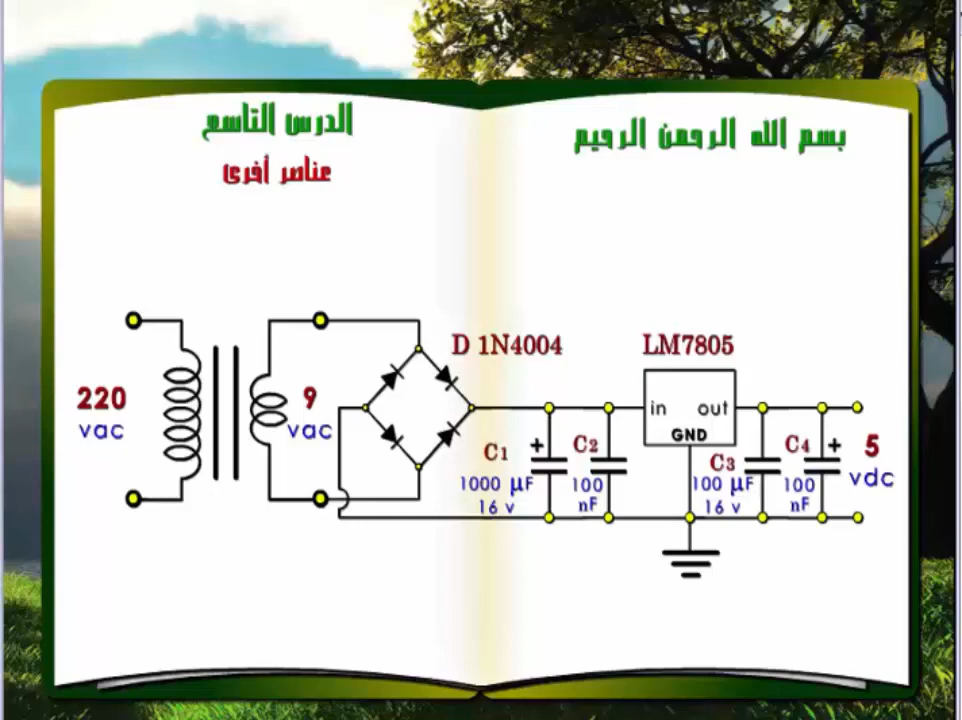 بسم الله الرحمن الرحيم
الدرس التاسع
عناصر أخرى
D 1N4004
LM7805
220
vac
9
vac
in out
GND
C1
+
1000 µF
16 v
C2
100
nF
C3
100 µF
16 v
C4
+
100
nF
5
vdc